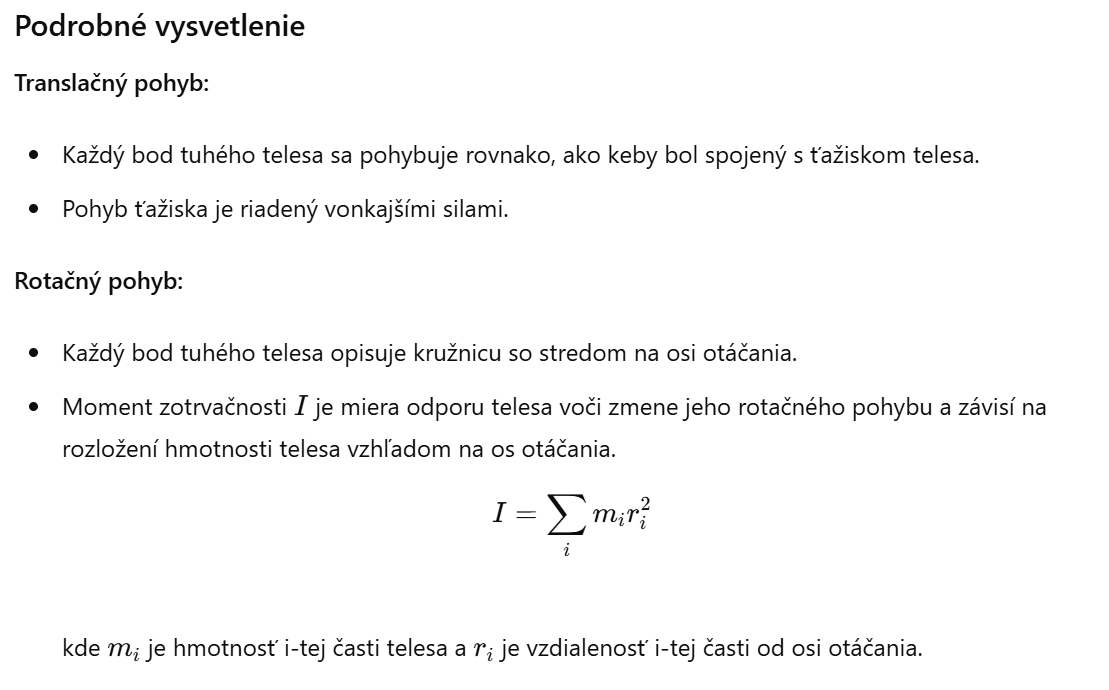 Podrobné vysvetlenie
Translačný pohyb:
• Každý bod tuhého telesa sa pohybuje rovnako, ako keby bol spojený s ťažiskom telesa.
• Pohyb ťažiska je riadený vonkajšími silami.
Rotačný pohyb:
• Každý bod tuhého telesa opisuje kružnicu so stredom na osi otáčania.
• Moment zotrvačnosti I je miera odporu telesa voči zmene jeho rotačného pohybu a závisí na
rozložení hmotnosti telesa vzhľadom na os otáčania.
I = ∑_i m_i r_i^2
kde m_i je hmotnosť i-tej časti telesa a r_i je vzdialenosť i-tej časti od osi otáčania.